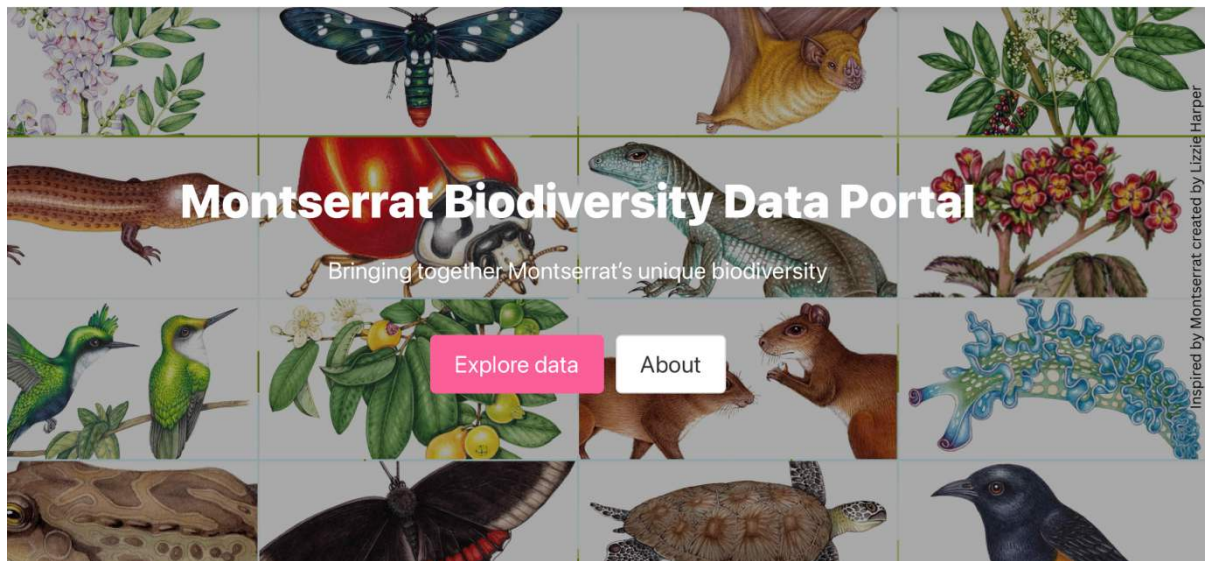 Montserrat Biodiversity Data Portal
Bringing together Montserrat’s unique biodiversity
Explore data
About
Inspired by Montserrat created by Lizzie Harper